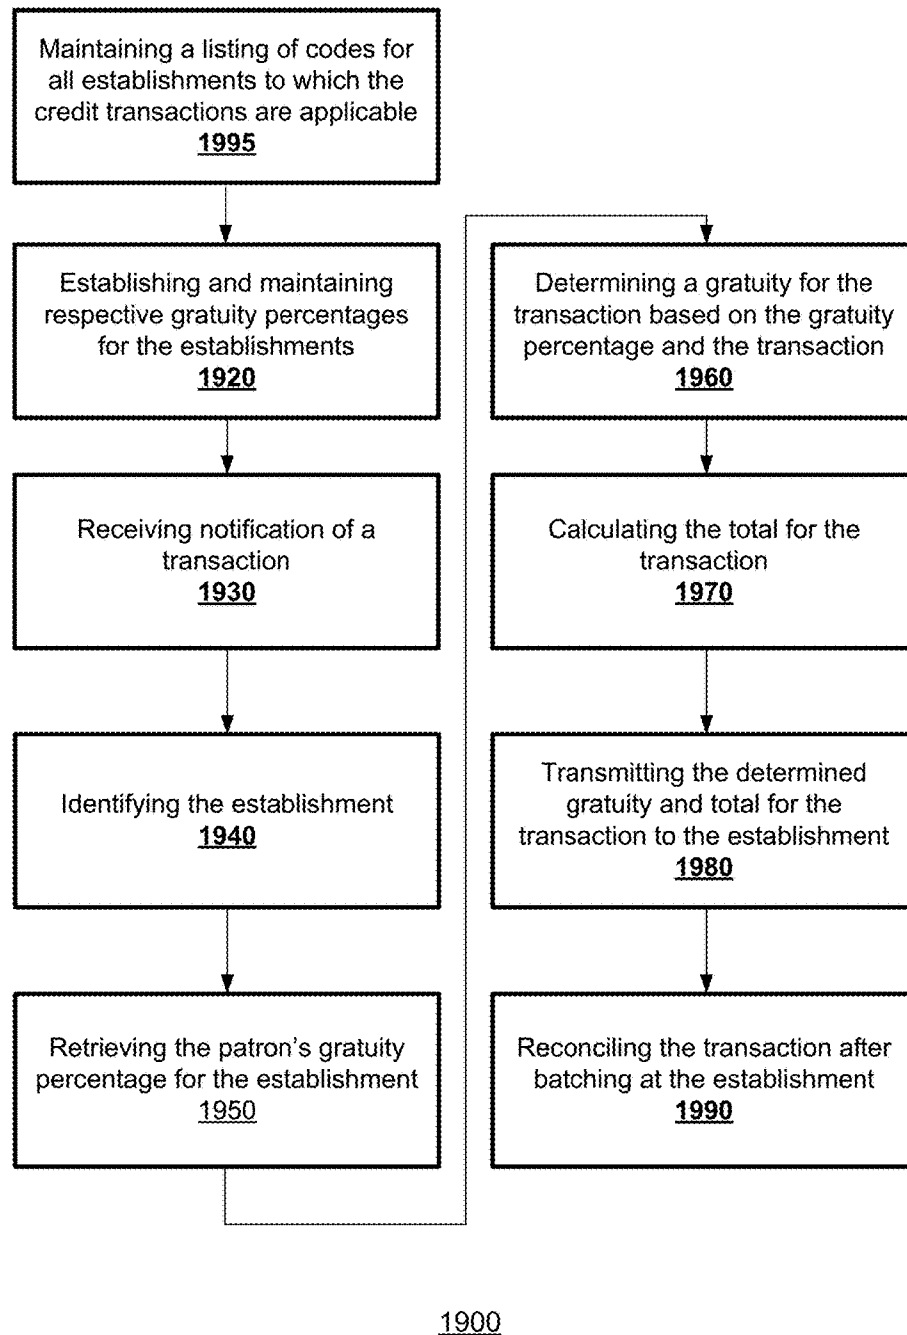 Maintaining a listing of codes for
all establishments to which the
credit transactions are applicable
1995
Establishing and maintaining
respective gratuity percentages
for the establishments
1920
Receiving notification of a
transaction
1930
Identifying the establishment
1940
Retrieving the patron's gratuity
percentage for the establishment
1950
Determining a gratuity for the
transaction based on the gratuity
percentage and the transaction
1960
Calculating the total for the
transaction
1970
Transmitting the determined
gratuity and total for the
transaction to the establishment
1980
Reconciling the transaction after
batching at the establishment
1990
1900